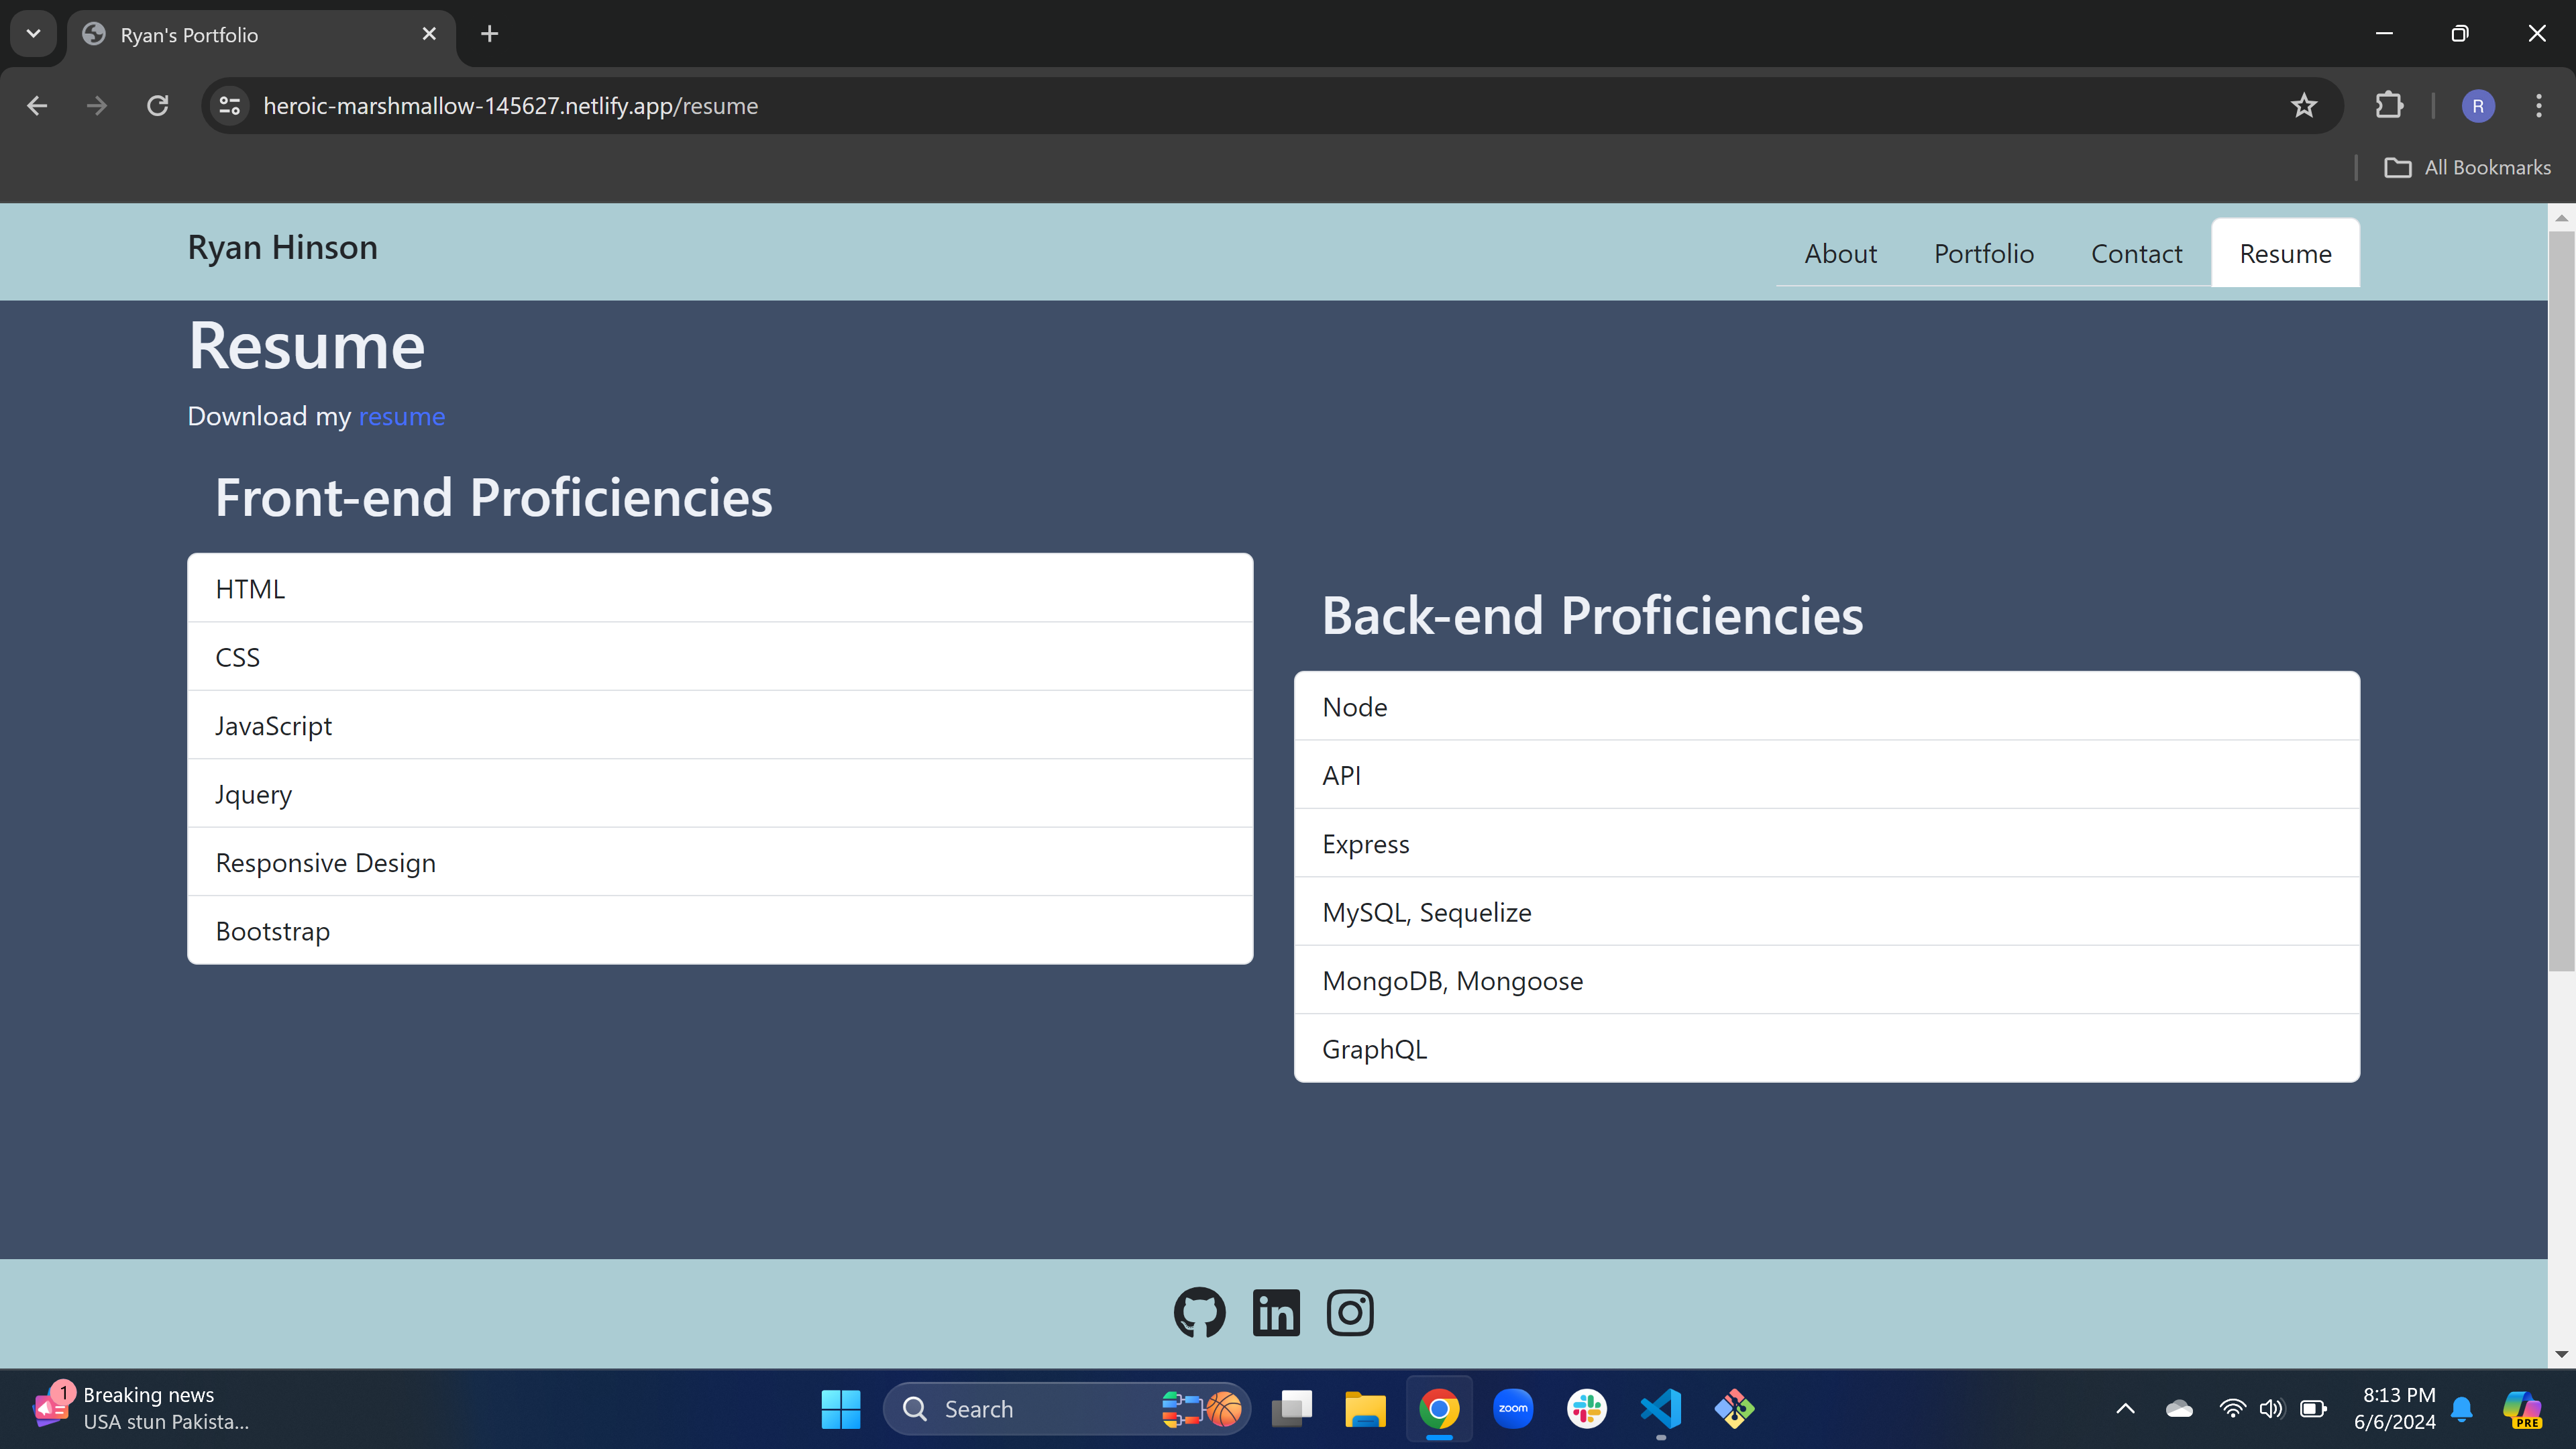 Ryan's Portfolio
heroic-marshmallow-145627.netlify.app/resume
R
All Bookmarks
Ryan Hinson
About
Portfolio
Contact
Resume
Resume
Download my resume
Front-end Proficiencies
HTML
CSS
JavaScript
Jquery
Responsive Design
Bootstrap
Back-end Proficiencies
Node
API
Express
MySQL, Sequelize
MongoDB, Mongoose
GraphQL
in
1
Breaking news
USA stun Pakista...
Search
zoom
8:13 PM
6/6/2024
PRE